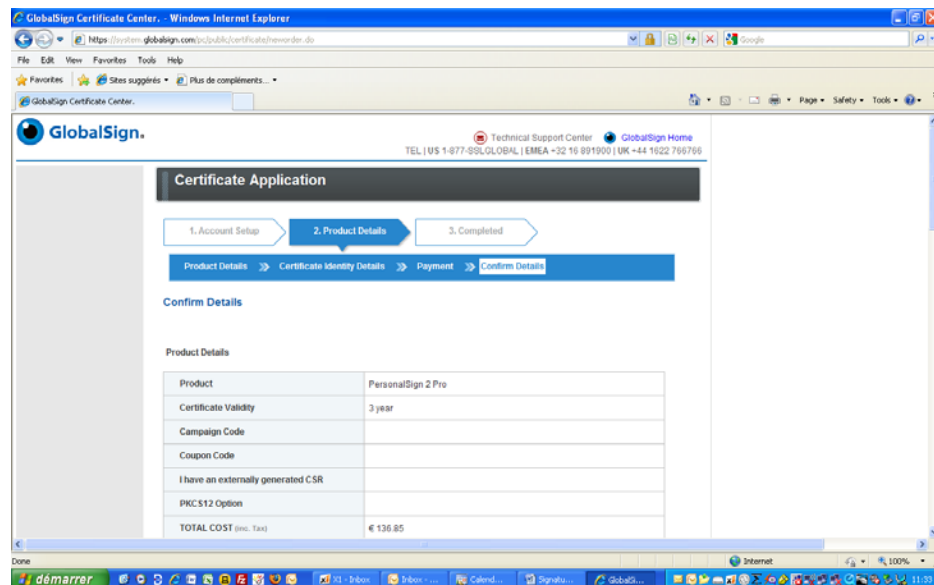 GlobalSign Certificate Center. - Windows Internet Explorer
https://system.globalsign.com/pc/public/certificate/neworder.do
Google
File Edit View Favorites Tools Help
Favorites Sites suggérés Plus de compléments...
GlobalSign Certificate Center.
Page Safety Tools
GlobalSign.
Technical Support Center GlobalSign Home
TEL | US 1-877-SSLGLOBAL | EMEA +32 16 891900 | UK +44 1622 766766
Certificate Application
1. Account Setup 2. Product Details 3. Completed
Product Details Certificate Identity Details Payment Confirm Details
Confirm Details
Product Details
Product PersonalSign 2 Pro
Certificate Validity 3 year
Campaign Code
Coupon Code
I have an externally generated CSR
PKCS12 Option
TOTAL COST (inc. Tax) € 136.85
Done Internet 100%
démarrer X1 - Inbox Inbox - ... Calend... Signatu... GlobalSi... 11:33